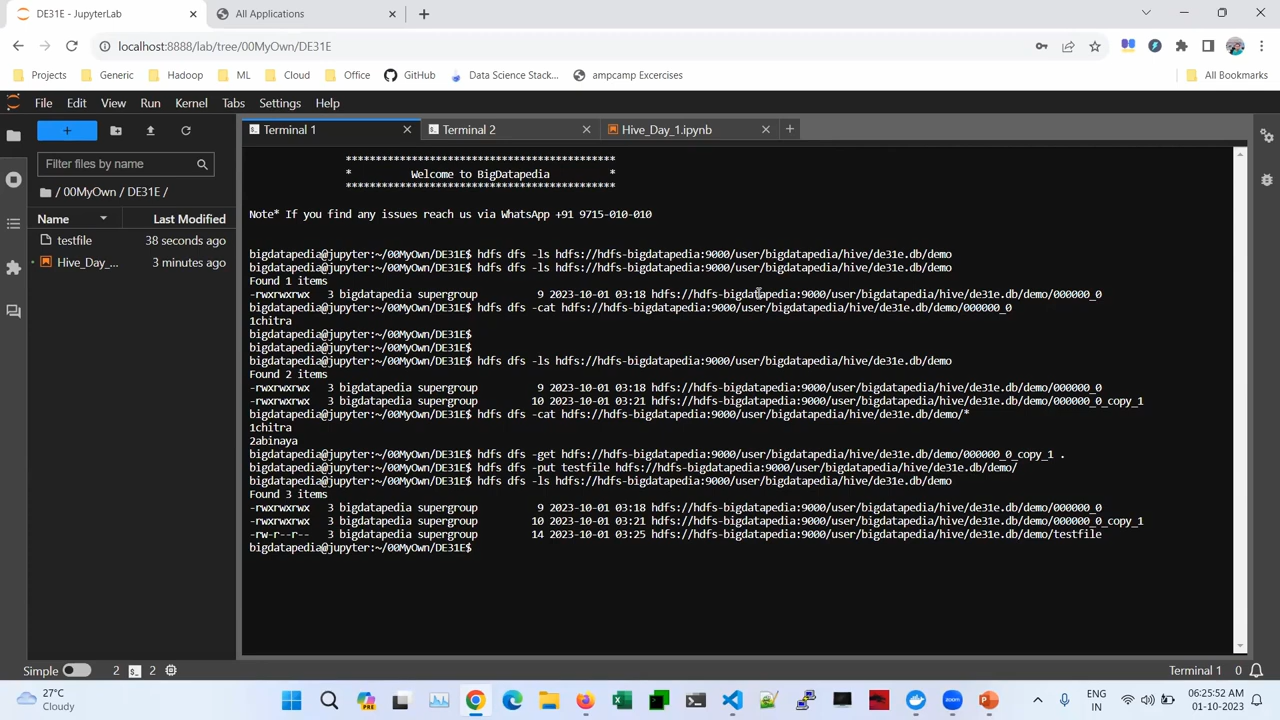 DE31E - JupyterLab
All Applications
localhost:8888/lab/tree/00MyOwn/DE31E
Projects Generic Hadoop ML Cloud Office GitHub Data Science Stack... ampcamp Excercises All Bookmarks
File Edit View Run Kernel Tabs Settings Help
Terminal 1 Terminal 2 Hive_Day_1.ipynb
Filter files by name
/ 00MyOwn / DE31E /
Name Last Modified
testfile 38 seconds ago
Hive_Day_... 3 minutes ago
*********************************************
* Welcome to BigDatapedia *
*********************************************
Note* If you find any issues reach us via WhatsApp +91 9715-010-010
bigdatapedia@jupyter:~/00MyOwn/DE31E$ hdfs dfs -ls hdfs://hdfs-bigdatapedia:9000/user/bigdatapedia/hive/de31e.db/demo
bigdatapedia@jupyter:~/00MyOwn/DE31E$ hdfs dfs -ls hdfs://hdfs-bigdatapedia:9000/user/bigdatapedia/hive/de31e.db/demo
Found 1 items
-rwxrwxrwx 3 bigdatapedia supergroup 9 2023-10-01 03:18 hdfs://hdfs-bigdatapedia:9000/user/bigdatapedia/hive/de31e.db/demo/000000_0
bigdatapedia@jupyter:~/00MyOwn/DE31E$ hdfs dfs -cat hdfs://hdfs-bigdatapedia:9000/user/bigdatapedia/hive/de31e.db/demo/000000_0
1chitra
bigdatapedia@jupyter:~/00MyOwn/DE31E$
bigdatapedia@jupyter:~/00MyOwn/DE31E$
bigdatapedia@jupyter:~/00MyOwn/DE31E$ hdfs dfs -ls hdfs://hdfs-bigdatapedia:9000/user/bigdatapedia/hive/de31e.db/demo
Found 2 items
-rwxrwxrwx 3 bigdatapedia supergroup 9 2023-10-01 03:18 hdfs://hdfs-bigdatapedia:9000/user/bigdatapedia/hive/de31e.db/demo/000000_0
-rwxrwxrwx 3 bigdatapedia supergroup 10 2023-10-01 03:21 hdfs://hdfs-bigdatapedia:9000/user/bigdatapedia/hive/de31e.db/demo/000000_0_copy_1
bigdatapedia@jupyter:~/00MyOwn/DE31E$ hdfs dfs -cat hdfs://hdfs-bigdatapedia:9000/user/bigdatapedia/hive/de31e.db/demo/*
1chitra
2abinaya
bigdatapedia@jupyter:~/00MyOwn/DE31E$ hdfs dfs -get hdfs://hdfs-bigdatapedia:9000/user/bigdatapedia/hive/de31e.db/demo/000000_0_copy_1 .
bigdatapedia@jupyter:~/00MyOwn/DE31E$ hdfs dfs -put testfile hdfs://hdfs-bigdatapedia:9000/user/bigdatapedia/hive/de31e.db/demo/
bigdatapedia@jupyter:~/00MyOwn/DE31E$ hdfs dfs -ls hdfs://hdfs-bigdatapedia:9000/user/bigdatapedia/hive/de31e.db/demo
Found 3 items
-rwxrwxrwx 3 bigdatapedia supergroup 9 2023-10-01 03:18 hdfs://hdfs-bigdatapedia:9000/user/bigdatapedia/hive/de31e.db/demo/000000_0
-rwxrwxrwx 3 bigdatapedia supergroup 10 2023-10-01 03:21 hdfs://hdfs-bigdatapedia:9000/user/bigdatapedia/hive/de31e.db/demo/000000_0_copy_1
-rw-r--r-- 3 bigdatapedia supergroup 14 2023-10-01 03:25 hdfs://hdfs-bigdatapedia:9000/user/bigdatapedia/hive/de31e.db/demo/testfile
bigdatapedia@jupyter:~/00MyOwn/DE31E$
Simple 2 2 Terminal 1 0
27°C
Cloudy
ENG
IN
06:25:52 AM
01-10-2023